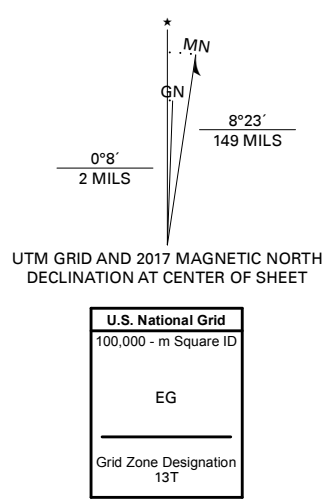 ★
MN
GN
8°23´
149 MILS
0°8´
2 MILS
UTM GRID AND 2017 MAGNETIC NORTH
DECLINATION AT CENTER OF SHEET
U.S. National Grid
100,000 - m Square ID
EG
Grid Zone Designation
13T